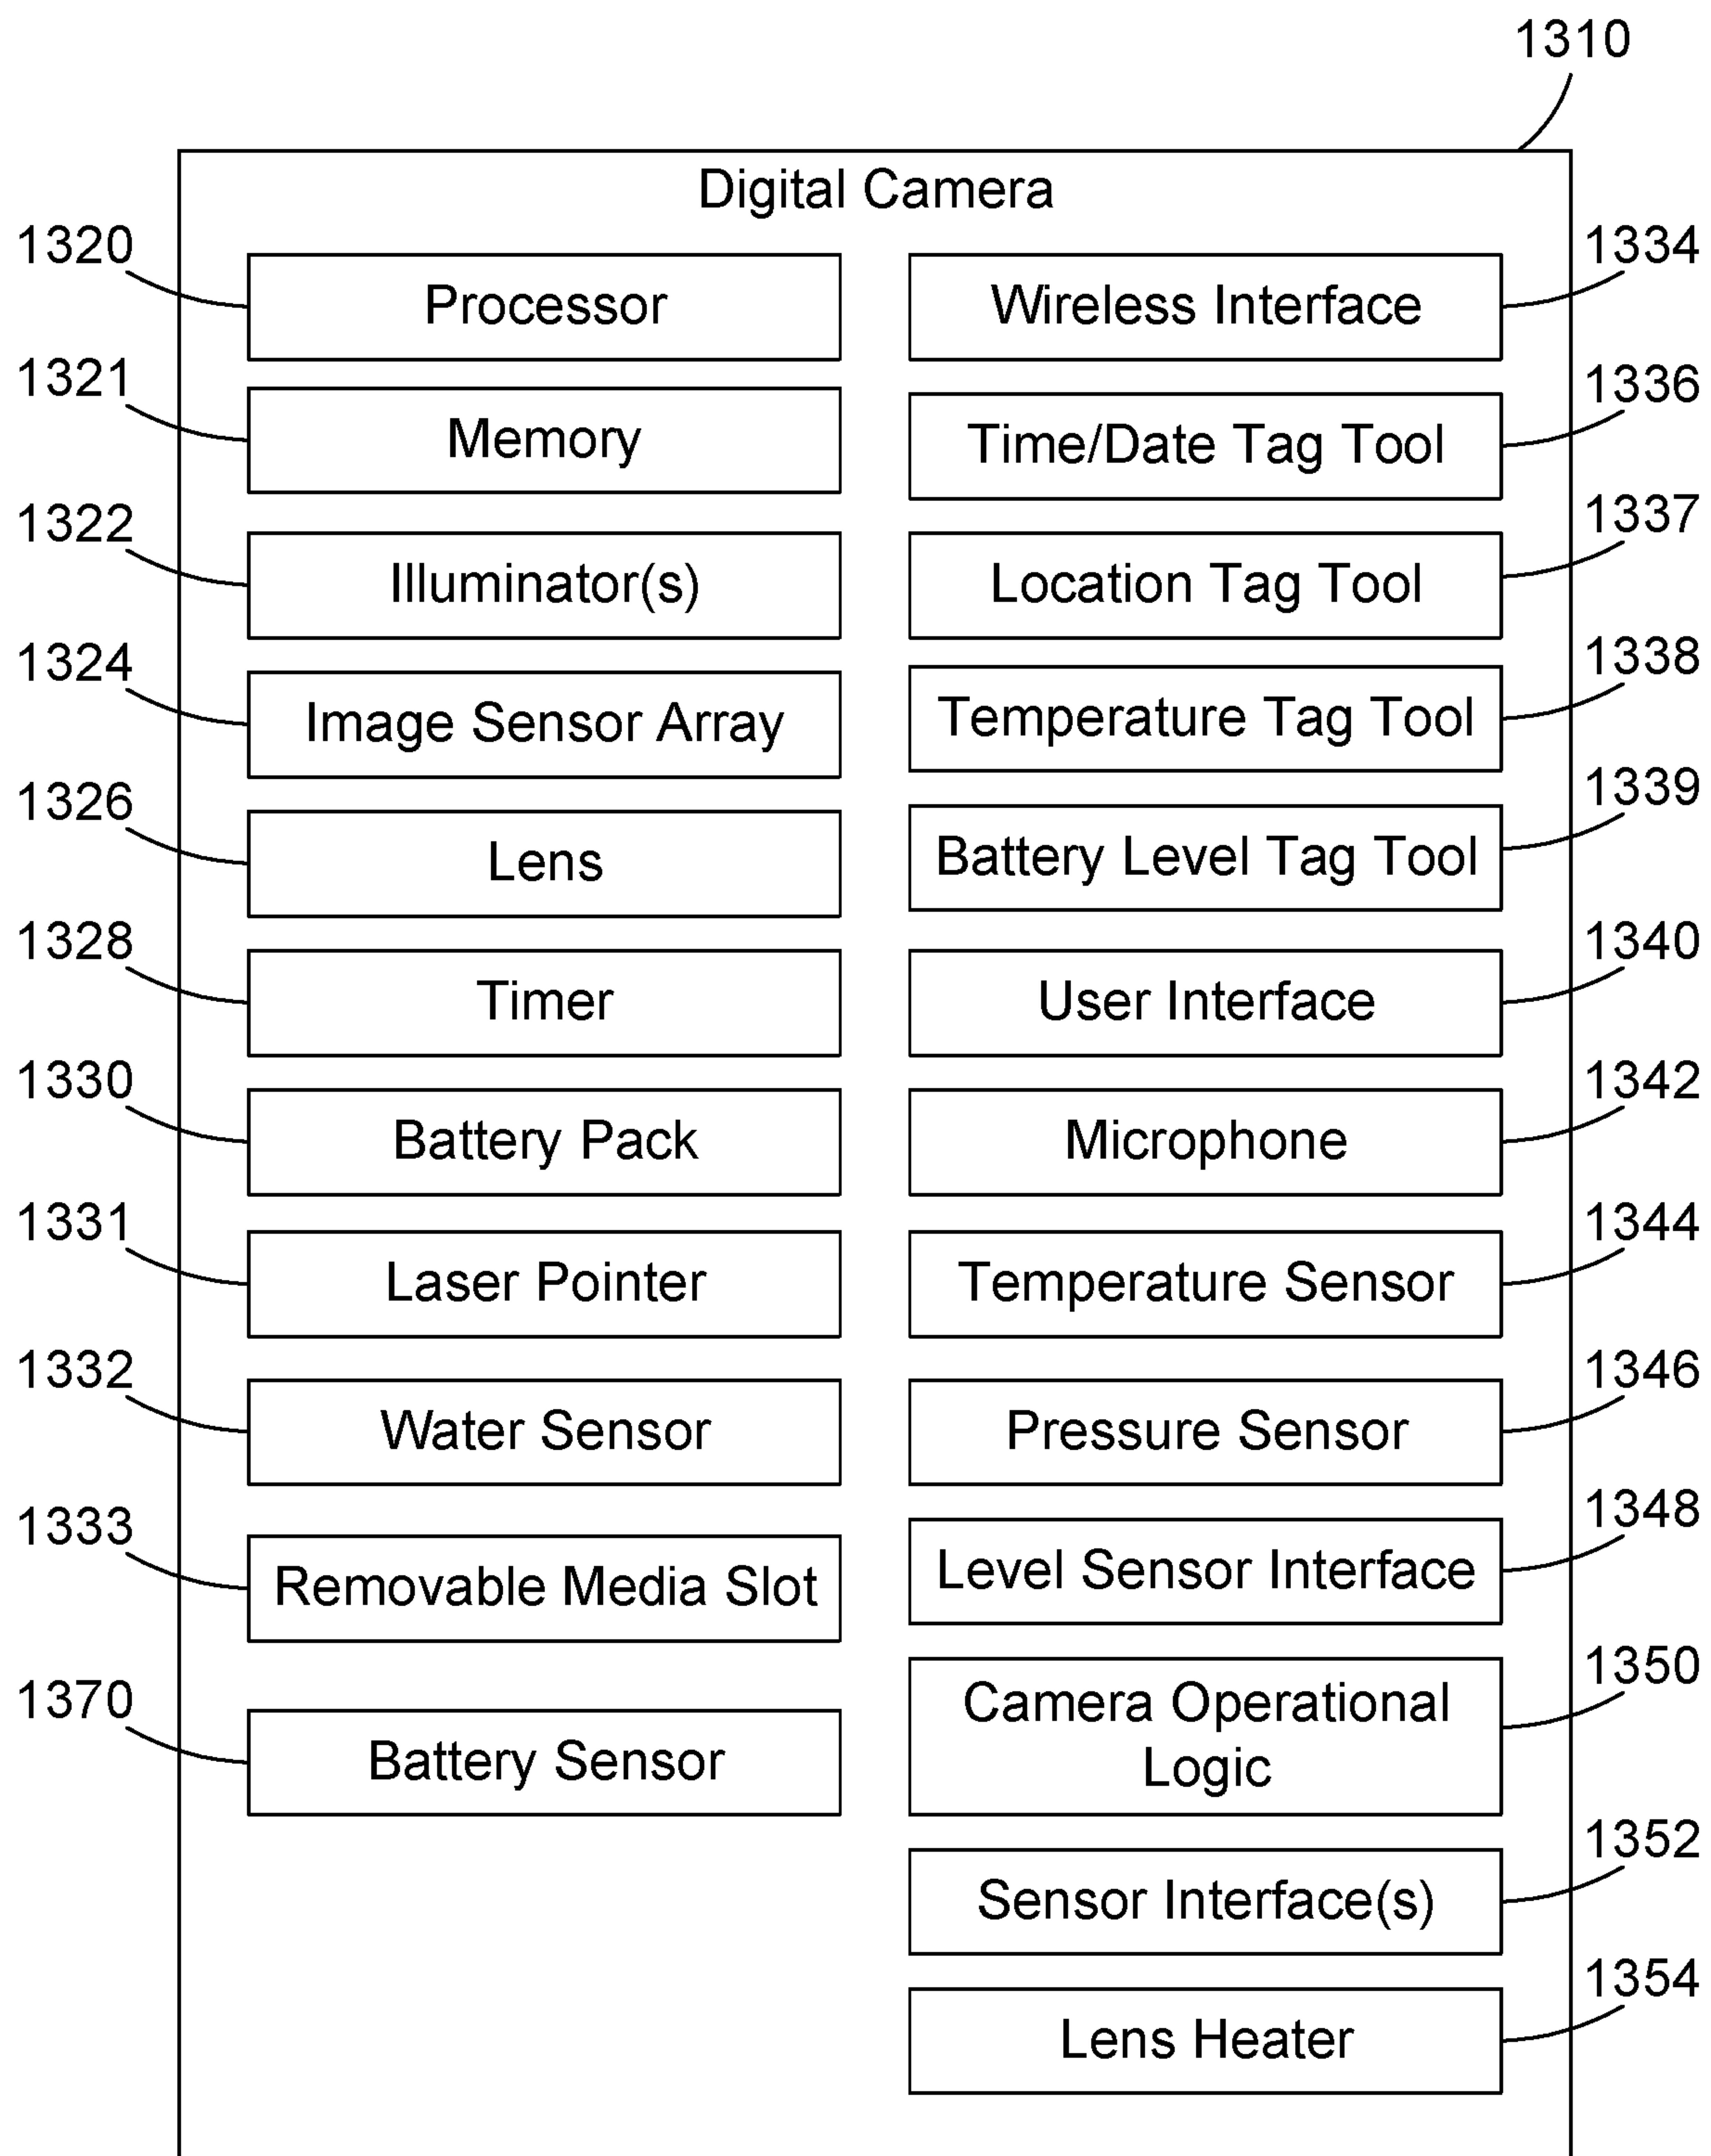 1310
Digital Camera
1320
Processor
1321
Memory
1322
Illuminator(s)
1324
Image Sensor Array
1326
Lens
1328
Timer
1330
Battery Pack
1331
Laser Pointer
1332
Water Sensor
1333
Removable Media Slot
1370
Battery Sensor
1334
Wireless Interface
1336
Time/Date Tag Tool
1337
Location Tag Tool
1338
Temperature Tag Tool
1339
Battery Level Tag Tool
1340
User Interface
1342
Microphone
1344
Temperature Sensor
1346
Pressure Sensor
1348
Level Sensor Interface
1350
Camera Operational
Logic
1352
Sensor Interface(s)
1354
Lens Heater